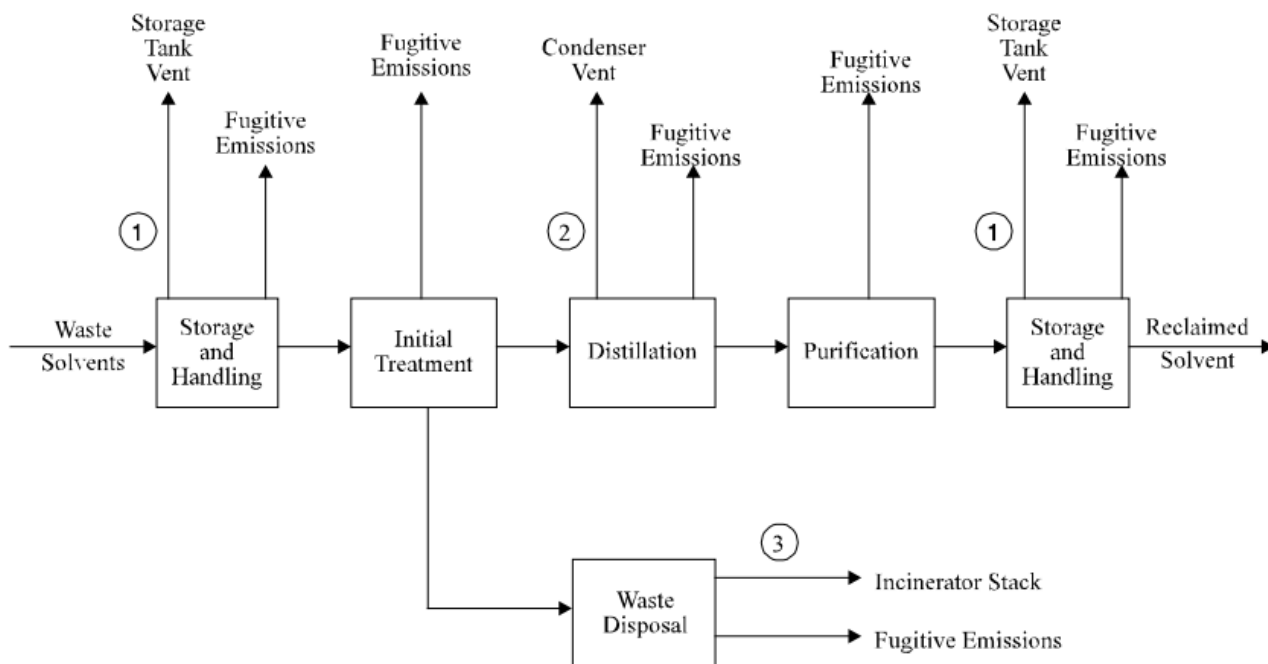 Storage
Tank
Vent
Fugitive
Emissions
Fugitive
Emissions
Condenser
Vent
Fugitive
Emissions
Fugitive
Emissions
Storage
Tank
Vent
Fugitive
Emissions
1
2
1
Waste
Solvents
Storage
and
Handling
Initial
Treatment
Distillation
Purification
Storage
and
Handling
Reclaimed
Solvent
3
Waste
Disposal
Incinerator Stack
Fugitive Emissions